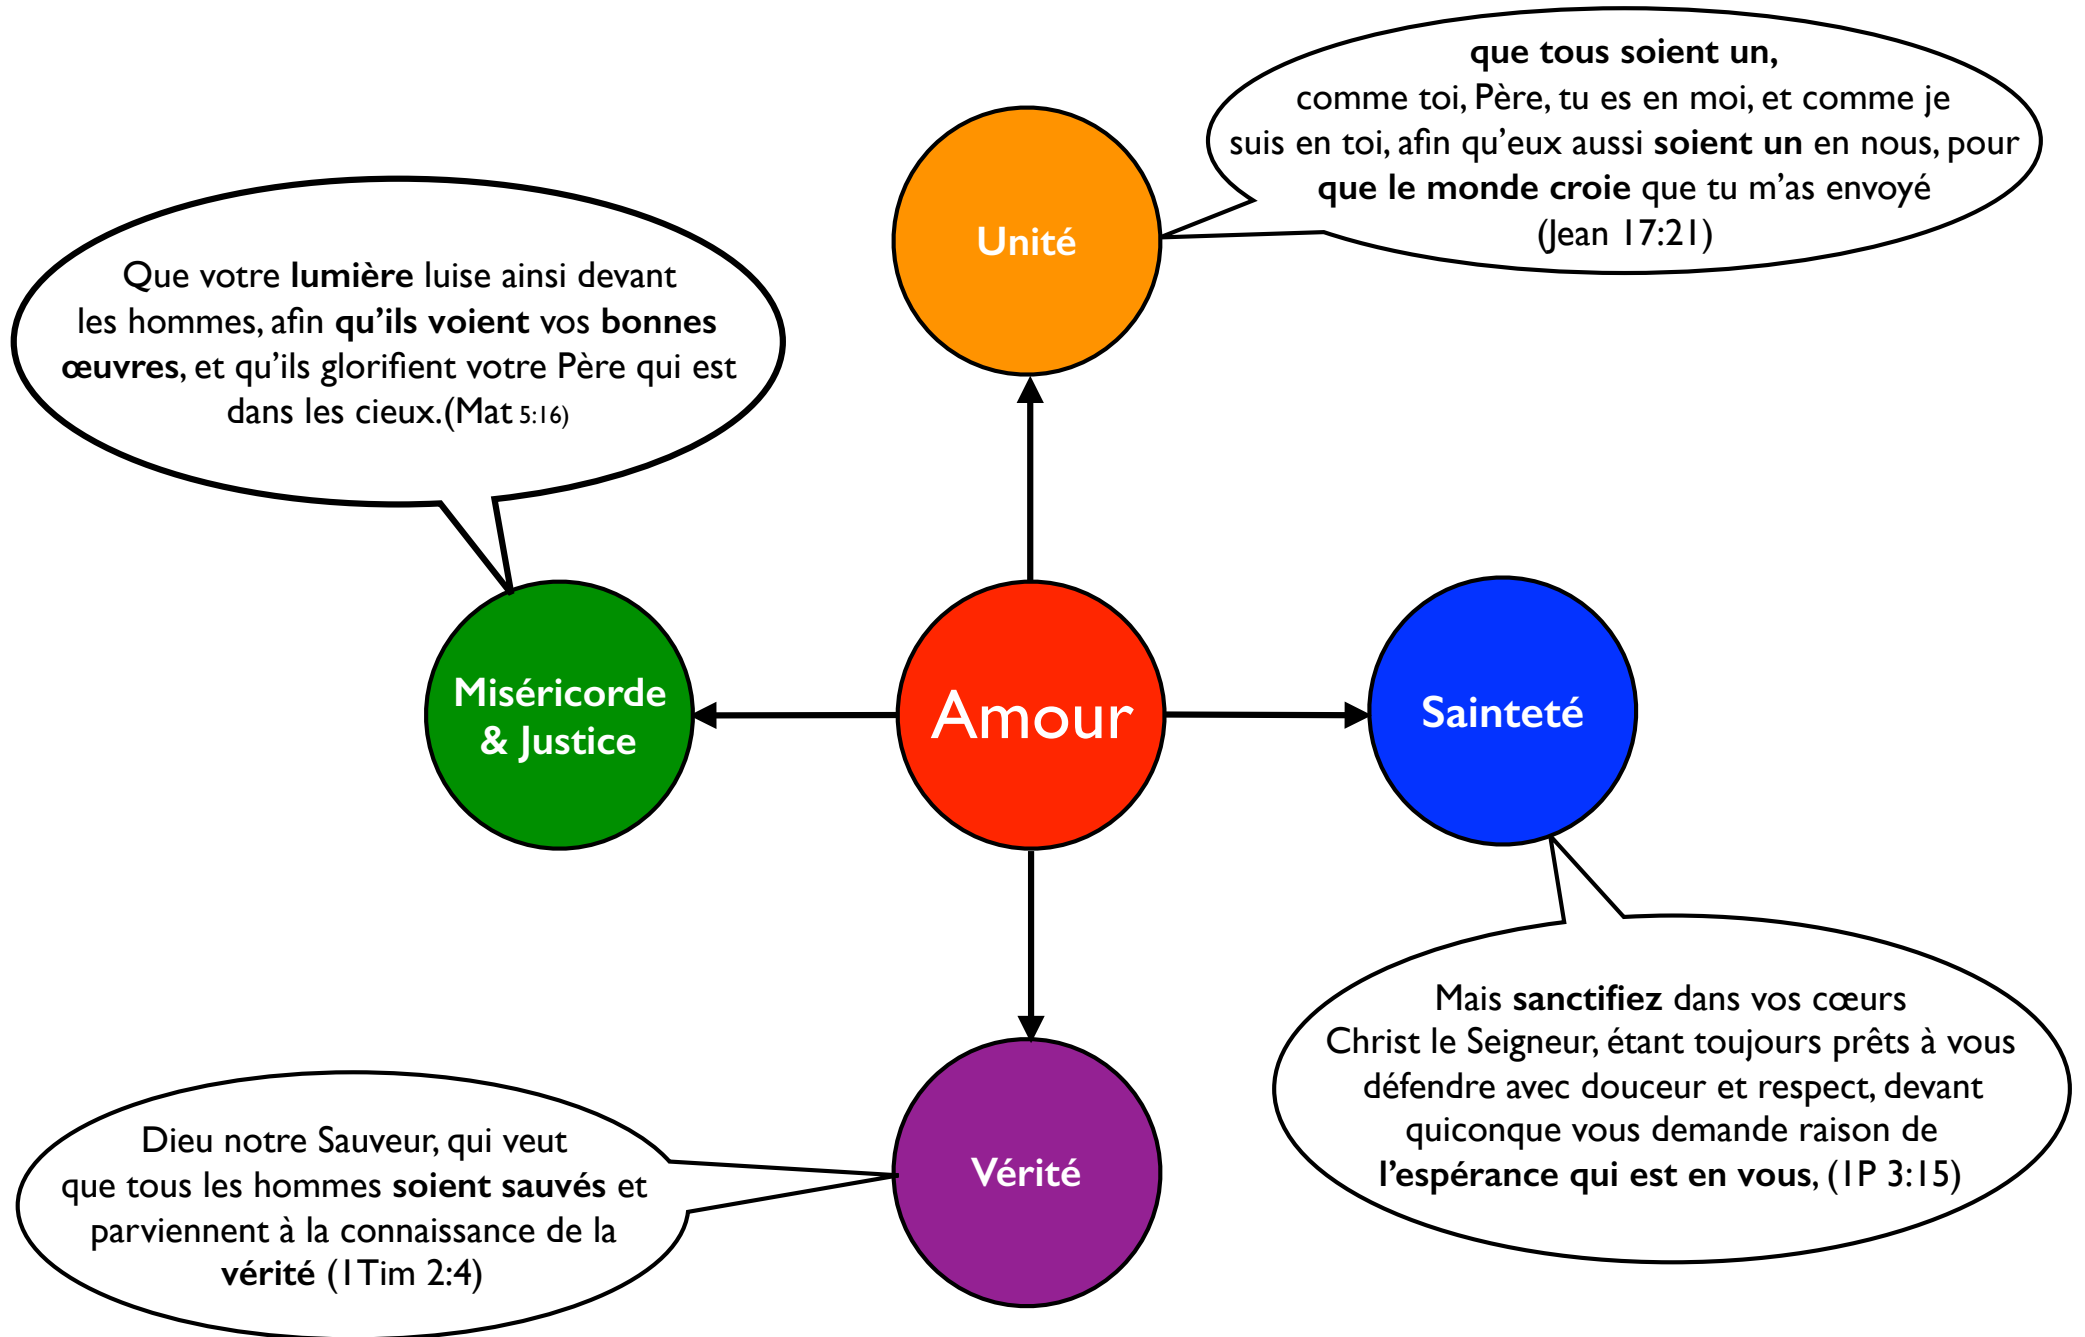 que tous soient un,
comme toi, Père, tu es en moi, et comme je
suis en toi, afin qu’eux aussi soient un en nous, pour
que le monde croie que tu m’as envoyé
(Jean 17:21)
Unité
Que votre lumière luise ainsi devant
les hommes, afin qu’ils voient vos bonnes
œuvres, et qu’ils glorifient votre Père qui est
dans les cieux.(Mat 5:16)
Miséricorde
& Justice
Amour
Sainteté
Mais sanctifiez dans vos cœurs
Christ le Seigneur, étant toujours prêts à vous
défendre avec douceur et respect, devant
quiconque vous demande raison de
l’espérance qui est en vous, (1P 3:15)
Dieu notre Sauveur, qui veut
que tous les hommes soient sauvés et
parviennent à la connaissance de la
vérité (1Tim 2:4)
Vérité